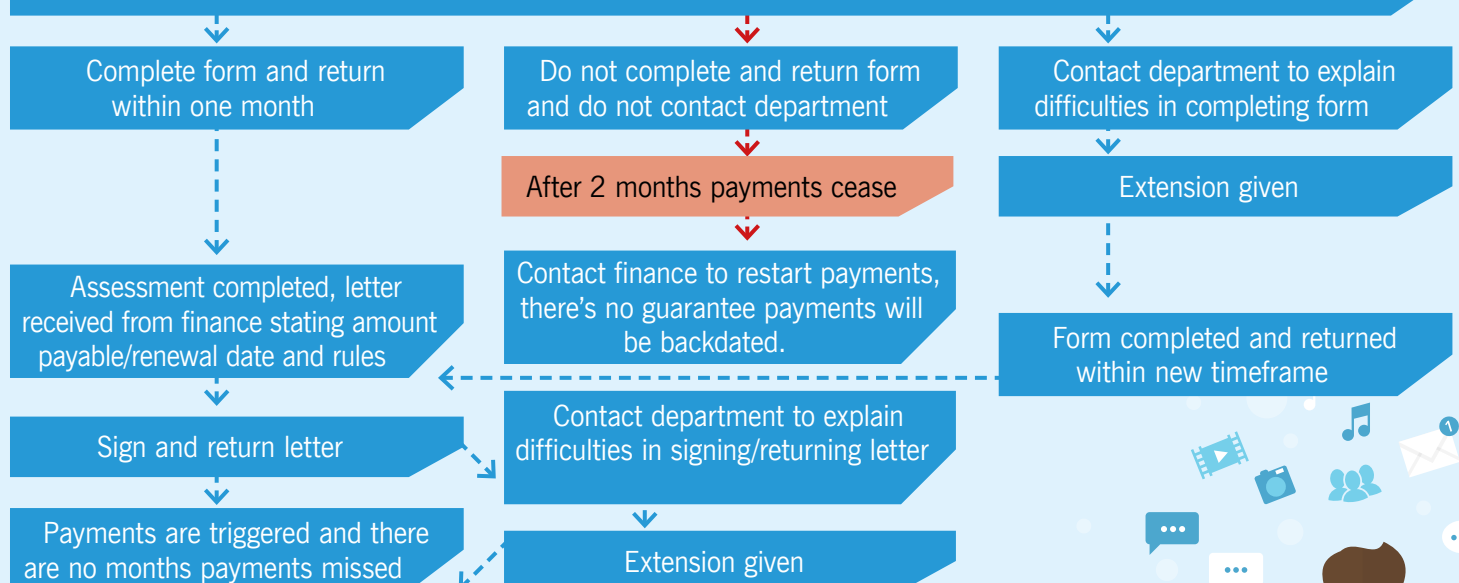 Complete form and return
within one month
Do not complete and return form
and do not contact department
Contact department to explain
difficulties in completing form
After 2 months payments cease
Extension given
Assessment completed, letter
received from finance stating amount
payable/renewal date and rules
Contact finance to restart payments,
there's no guarantee payments will
be backdated.
Form completed and returned
within new timeframe
Sign and return letter
Contact department to explain
difficulties in signing/returning letter
Payments are triggered and there
are no months payments missed
Extension given
1